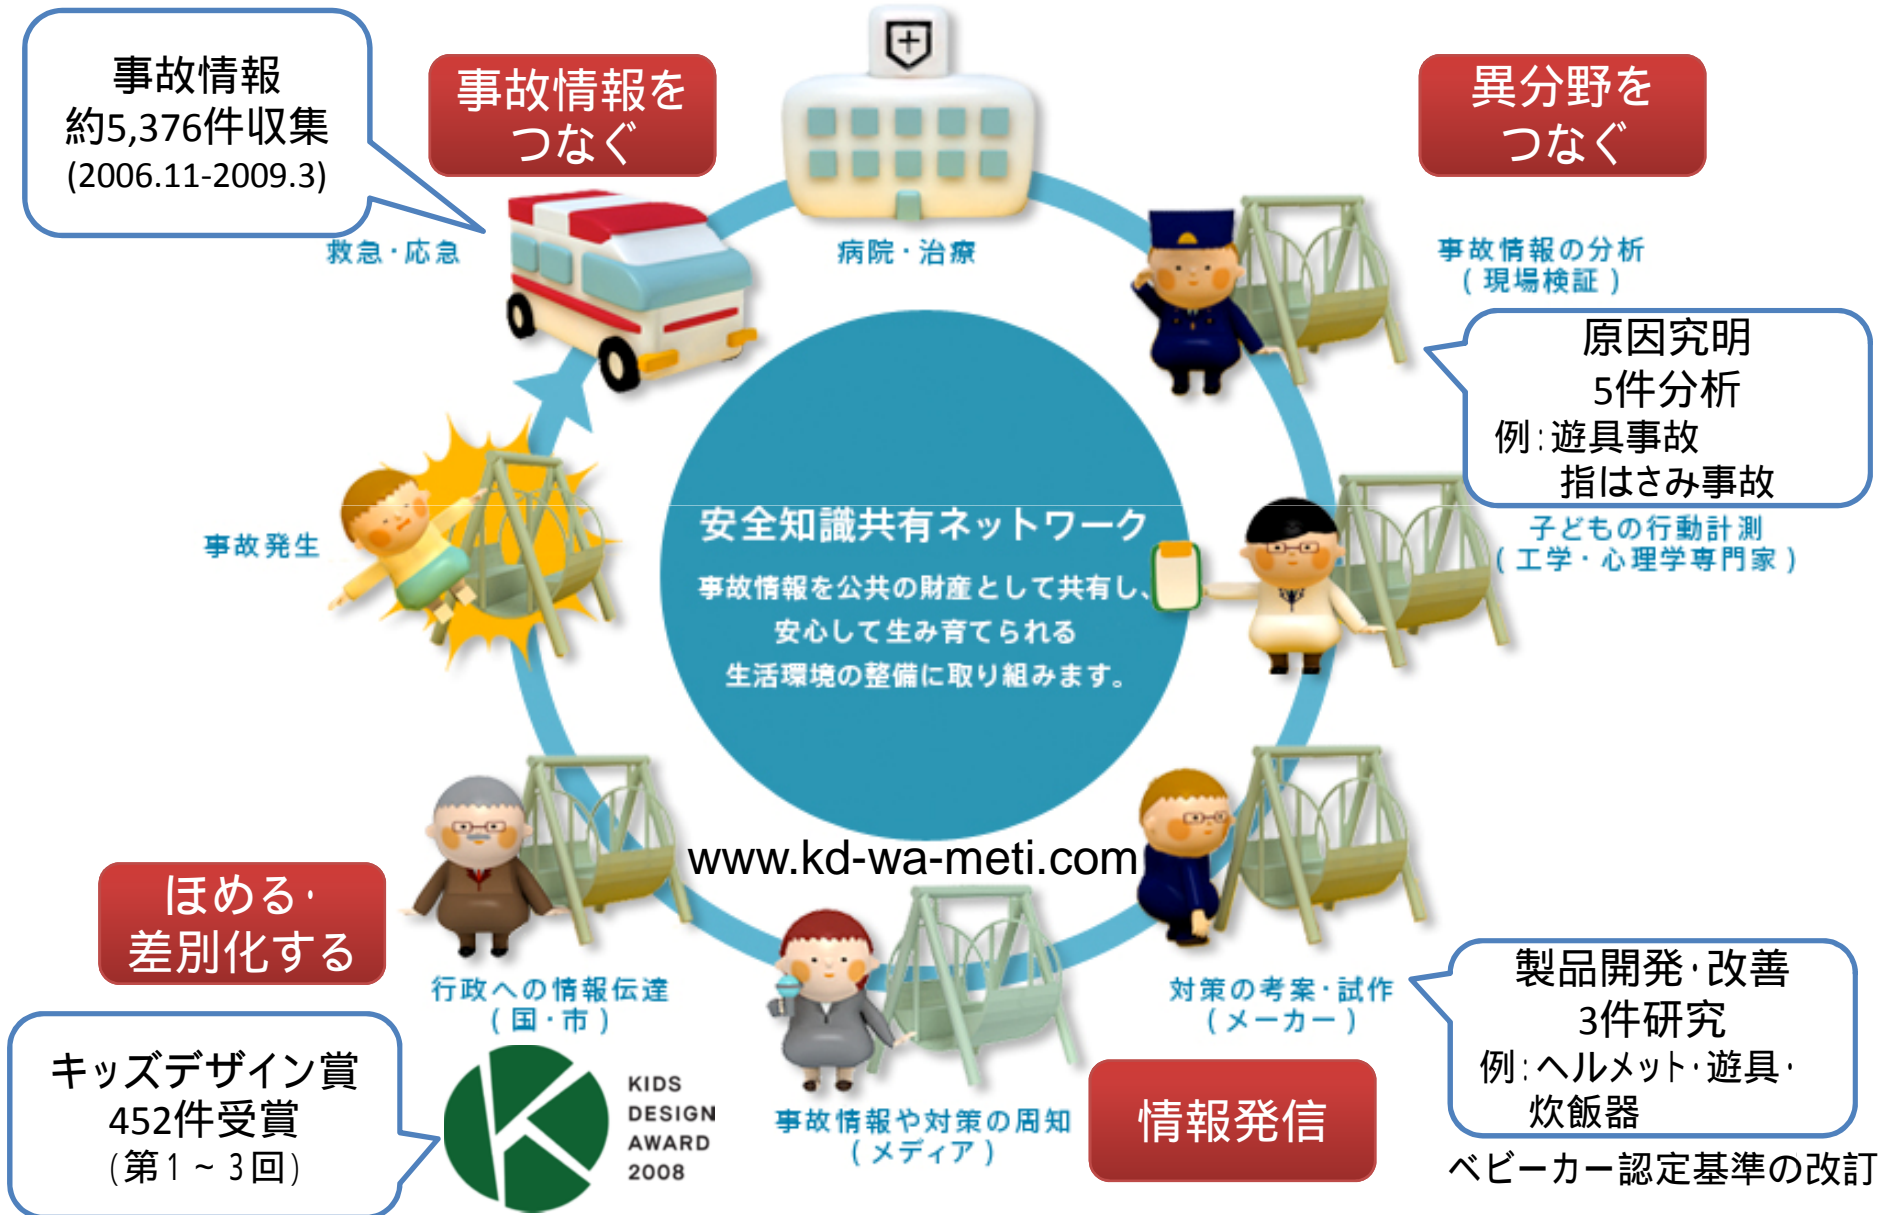 事故情報
約5,376件収集
(2006.11-2009.3)
事故情報を
つなぐ
異分野を
つなぐ
救急・応急
病院・治療
事故情報の分析
(現場検証)
原因究明
5件分析
例:遊具事故
指はさみ事故
子どもの行動計測
(工学・心理学専門家)
事故発生
安全知識共有ネットワーク
事故情報を公共の財産として共有し、
安心して生み育てられる
生活環境の整備に取り組みます。
www.kd-wa-meti.com
ほめる・
差別化する
行政への情報伝達
(国・市)
対策の考案・試作
(メーカー)
製品開発・改善
3件研究
例:ヘルメット・遊具・
炊飯器
ベビーカー認定基準の改訂
キッズデザイン賞
452件受賞
(第1~3回)
KIDS
DESIGN
AWARD
2008
事故情報や対策の周知
(メディア)
情報発信